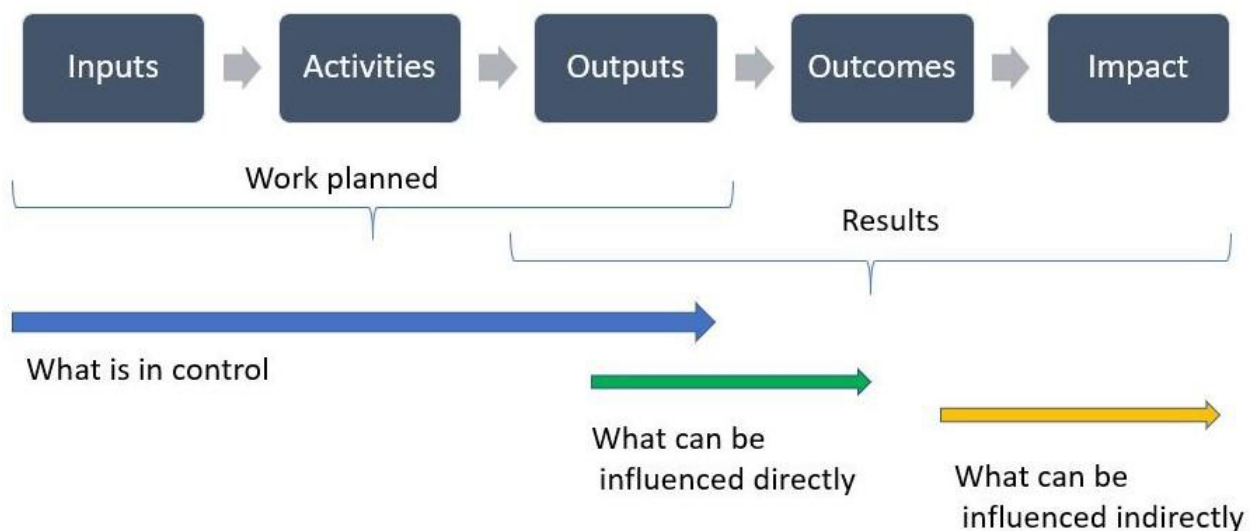 Inputs
Activities
Outputs
Outcomes
Impact
Work planned
Results
What is in control
What can be
influenced directly
What can be
influenced indirectly